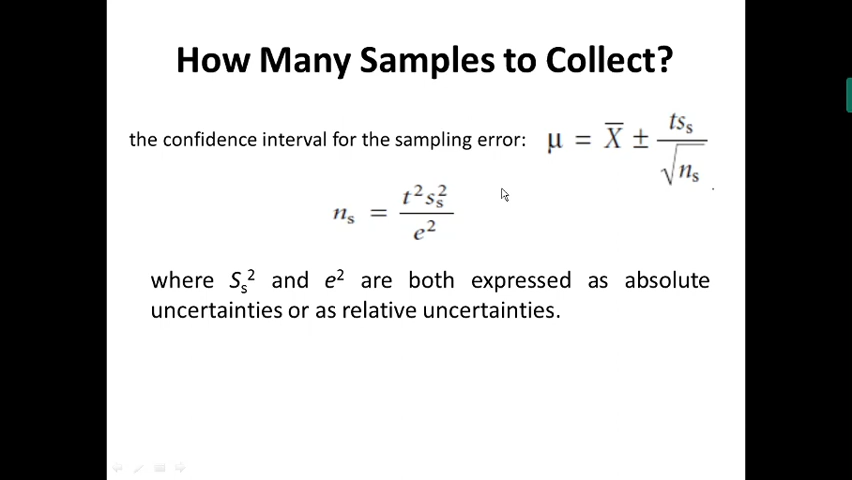 How Many Samples to Collect?
the confidence interval for the sampling error: μ = X̅ ± tsₛ / √nₛ
nₛ = t²sₛ² / e²
where Sₛ² and e² are both expressed as absolute
uncertainties or as relative uncertainties.